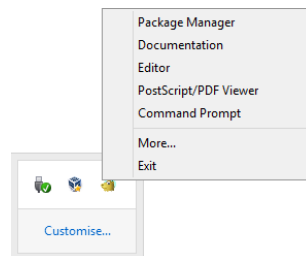 Package Manager
Documentation
Editor
PostScript/PDF Viewer
Command Prompt
More...
Exit
Customise...